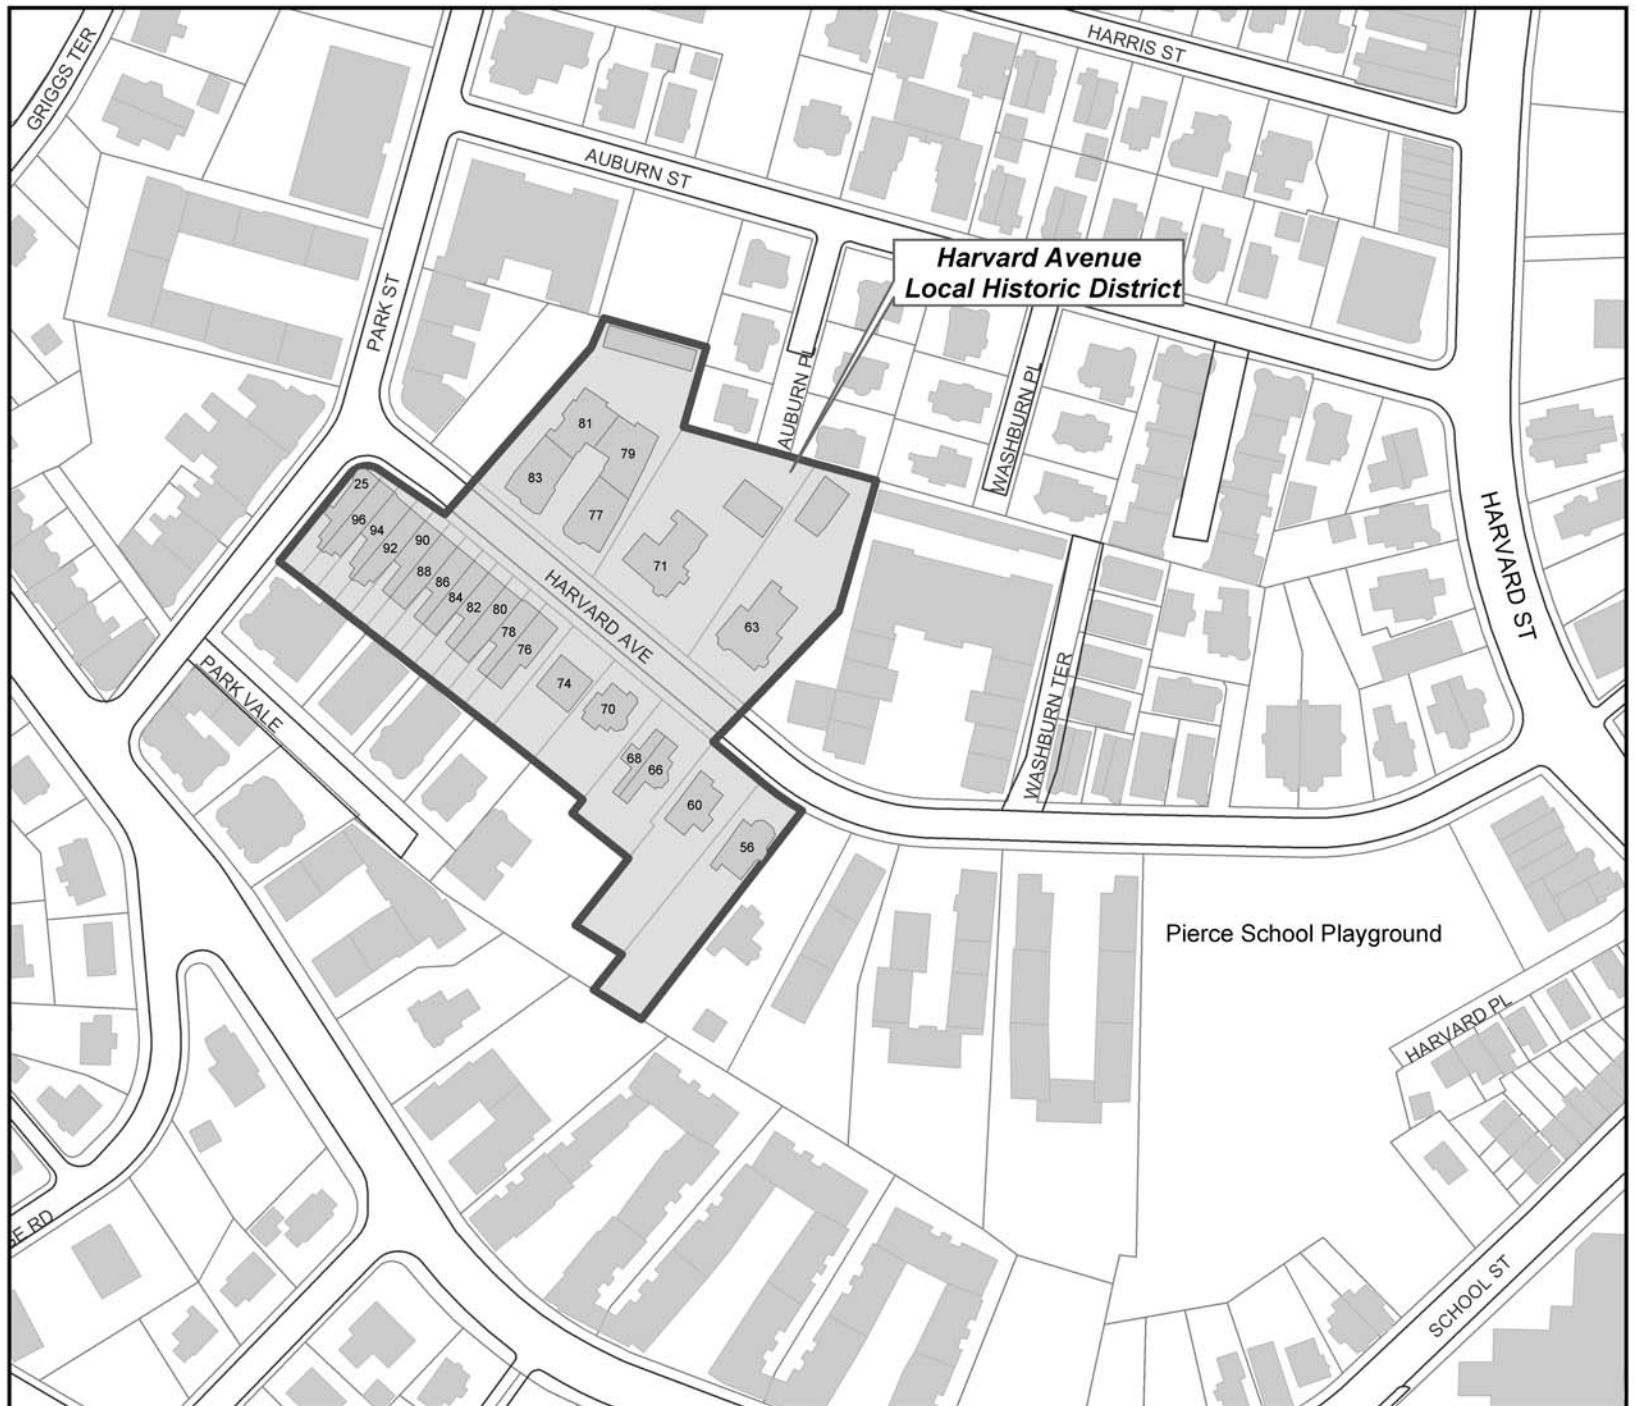 GRIGGS TER
HARRIS ST
AUBURN ST
Harvard Avenue
Local Historic District
PARK ST
AUBURN PL
WASHBURN PL
81
79
83
77
25
96
94
92
90
88
86
84
82
80
78
76
71
63
HARVARD AVE
HARVARD ST
74
70
68
66
60
56
PARK VALE
WASHBURN TER
Pierce School Playground
HARVARD PL
SCHOOL ST
RD